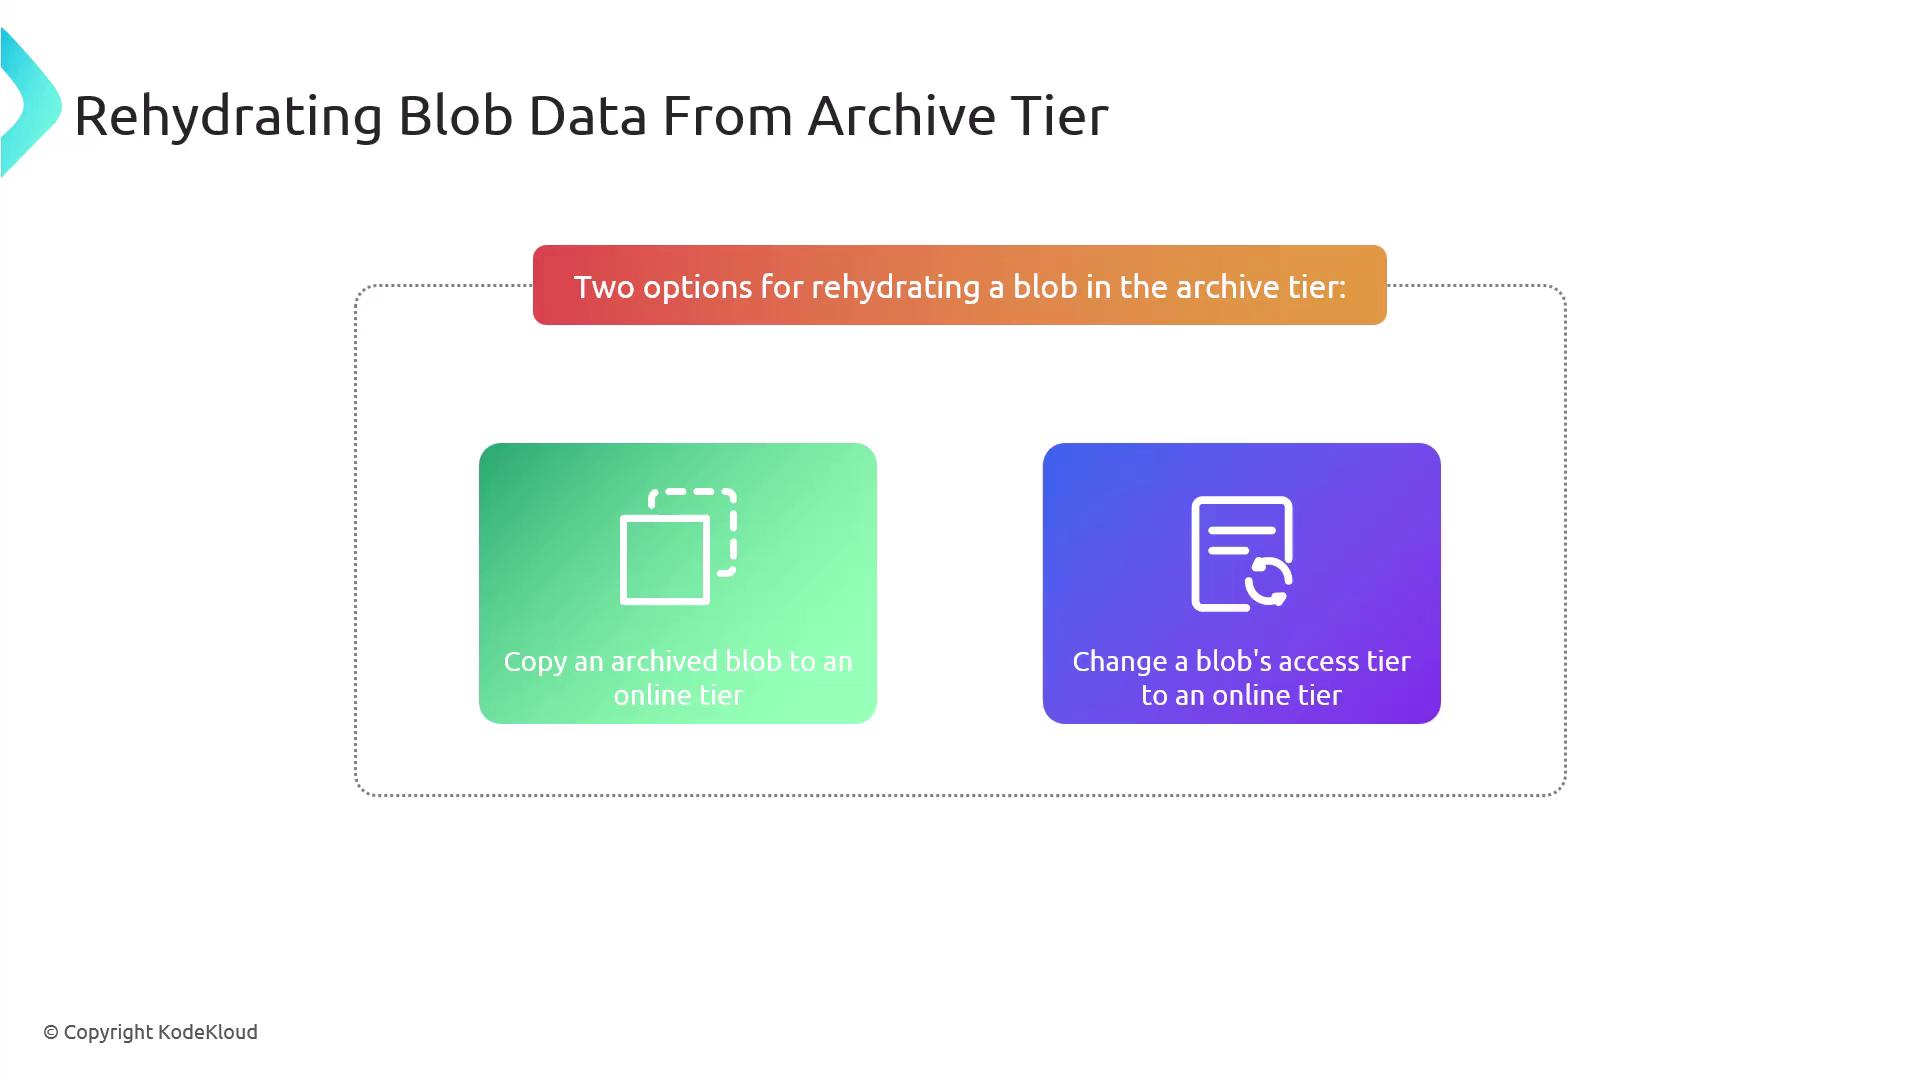 Rehydrating Blob Data From Archive Tier
Two options for rehydrating a blob in the archive tier:
Copy an archived blob to an
online tier
Change a blob's access tier
to an online tier
© Copyright KodeKloud